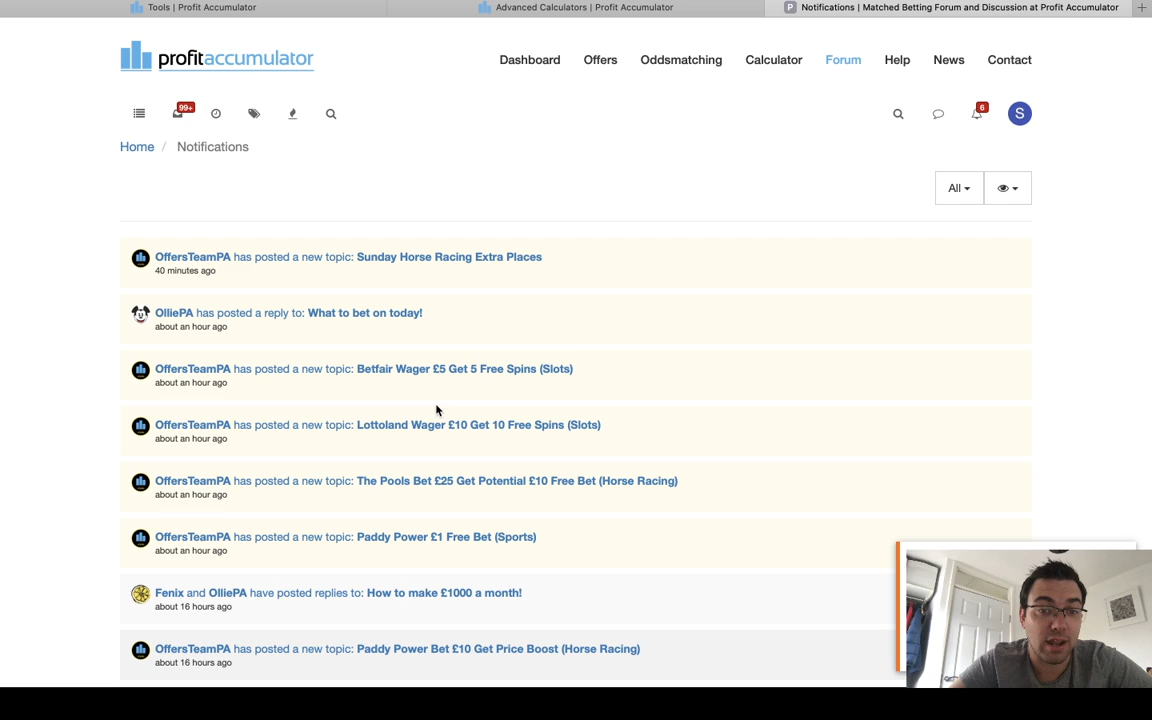 Tools | Profit Accumulator
Advanced Calculators | Profit Accumulator
P Notifications | Matched Betting Forum and Discussion at Profit Accumulator
profitaccumulator
Dashboard Offers Oddsmatching Calculator Forum Help News Contact
99+ 6 S
Home / Notifications
All
OffersTeamPA has posted a new topic: Sunday Horse Racing Extra Places
40 minutes ago
OlliePA has posted a reply to: What to bet on today!
about an hour ago
OffersTeamPA has posted a new topic: Betfair Wager £5 Get 5 Free Spins (Slots)
about an hour ago
OffersTeamPA has posted a new topic: Lottoland Wager £10 Get 10 Free Spins (Slots)
about an hour ago
OffersTeamPA has posted a new topic: The Pools Bet £25 Get Potential £10 Free Bet (Horse Racing)
about an hour ago
OffersTeamPA has posted a new topic: Paddy Power £1 Free Bet (Sports)
about an hour ago
Fenix and OlliePA have posted replies to: How to make £1000 a month!
about 16 hours ago
OffersTeamPA has posted a new topic: Paddy Power Bet £10 Get Price Boost (Horse Racing)
about 16 hours ago